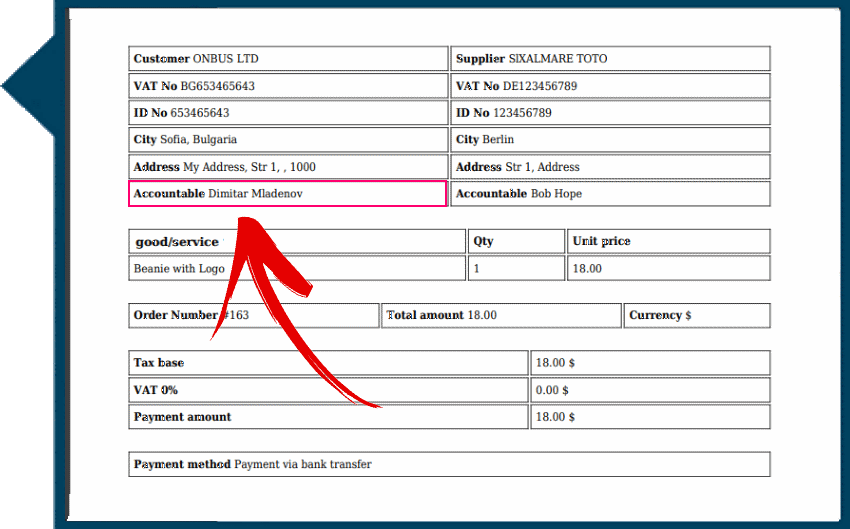 Customer ONBUS LTD Supplier SIXALMARE TOTO
VAT No BG653465643 VAT No DE123456789
ID No 653465643 ID No 123456789
City Sofia, Bulgaria City Berlin
Address My Address, Str 1, , 1000 Address Str 1, Address
Accountable Dimitar Mladenov Accountable Bob Hope
good/service Qty Unit price
Beanie with Logo 1 18.00
Order Number #163 Total amount 18.00 Currency $
Tax base 18.00 $
VAT 0% 0.00 $
Payment amount 18.00 $
Payment method Payment via bank transfer